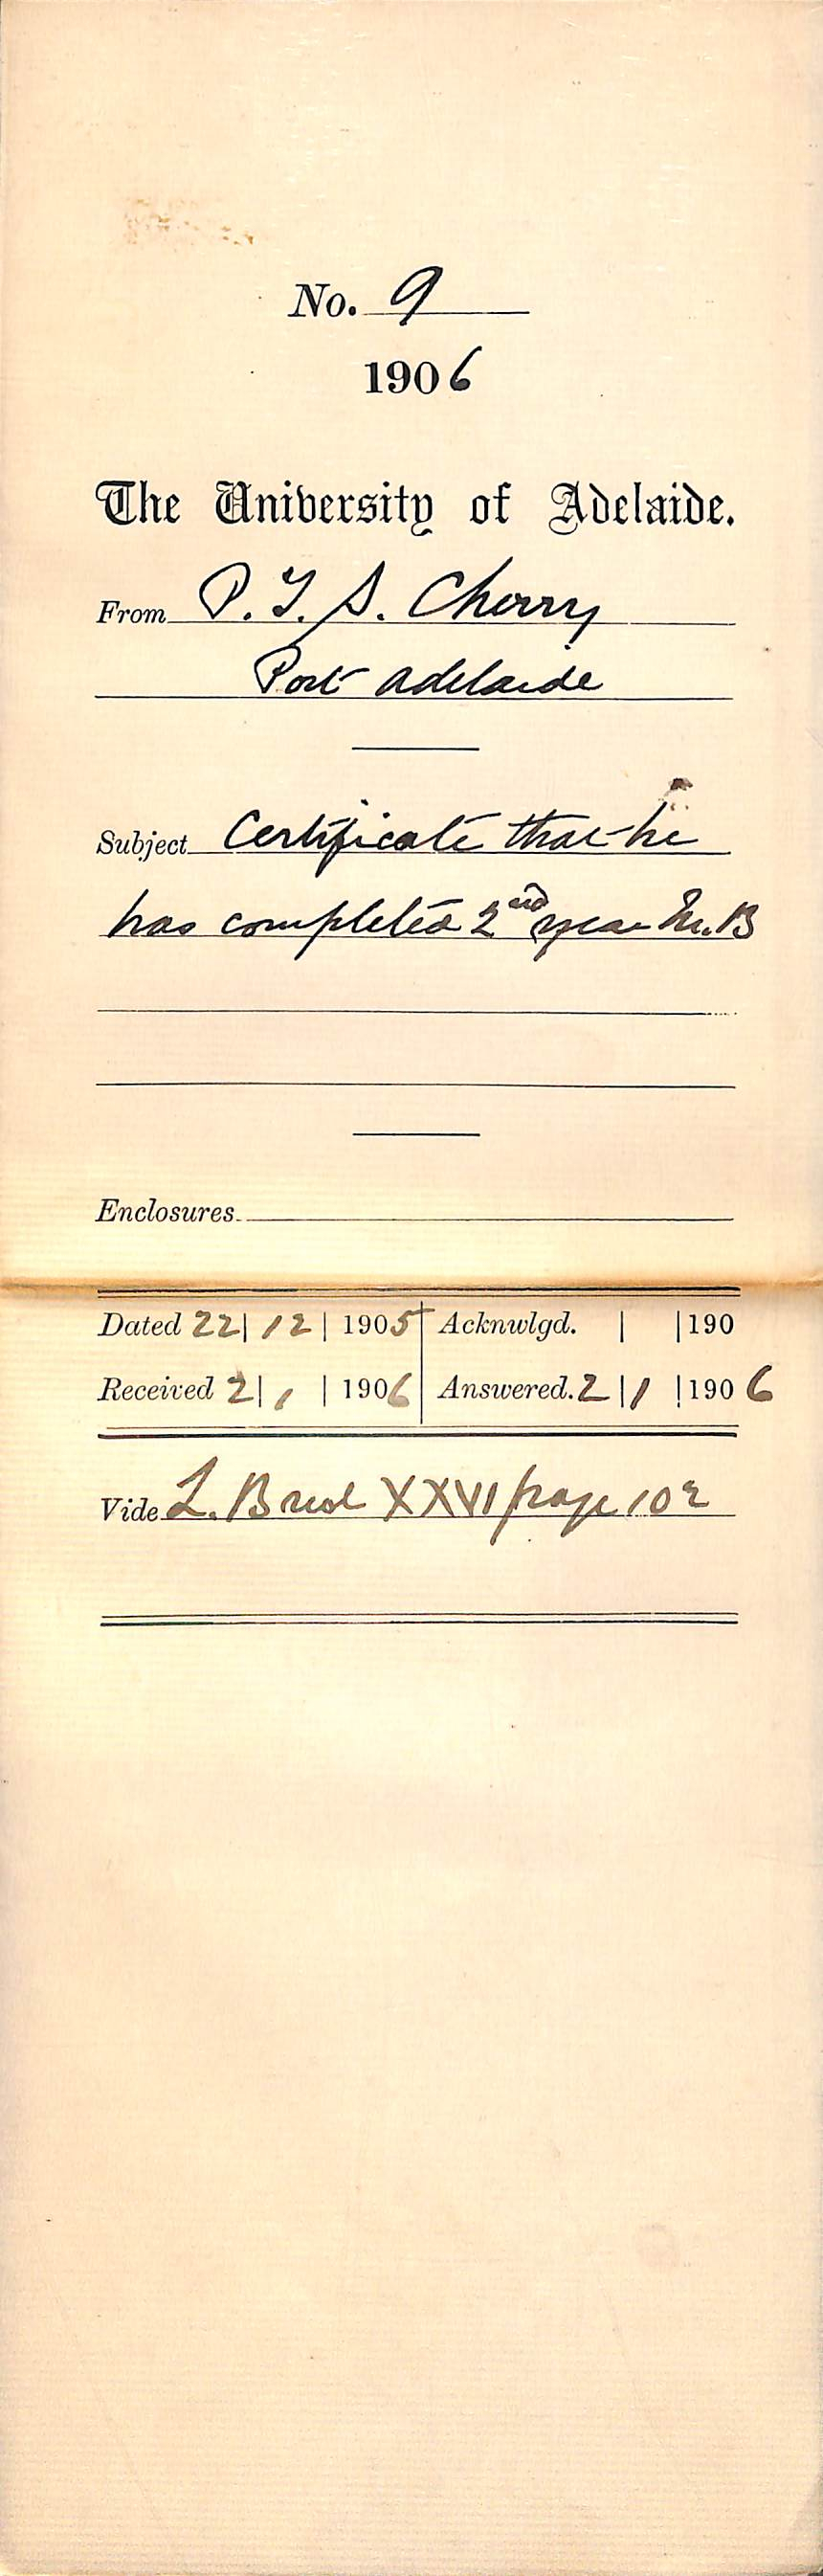 No. 9
1906
The University of Adelaide.
From P. T. S. Cherry
Port Adelaide
Subject Certificate that he
has completed 2nd year M.B
Enclosures
Dated 22|12|1905 Acknwlgd. | |190
Received 2|1|1906 Answered. 2|1|1906
Vide L. Book XXVI page 102